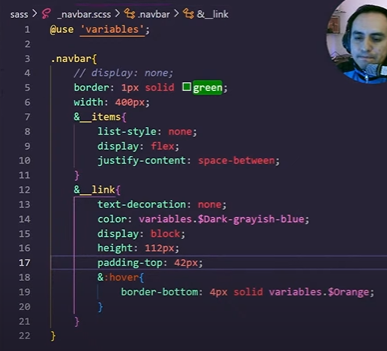 sass > _navbar.scss > .navbar > &__link
1 @use 'variables';
2
3 .navbar{
4 // display: none;
5 border: 1px solid green;
6 width: 400px;
7 &__items{
8 list-style: none;
9 display: flex;
10 justify-content: space-between;
11 }
12 &__link{
13 text-decoration: none;
14 color: variables.$Dark-grayish-blue;
15 display: block;
16 height: 112px;
17 padding-top: 42px;
18 &:hover{
19 border-bottom: 4px solid variables.$Orange;
20 }
21 }
22 }